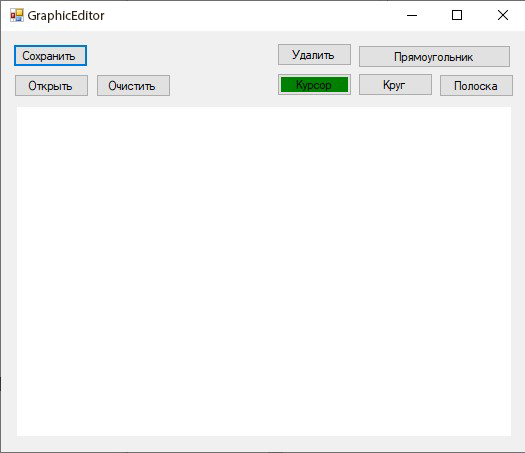 GraphicEditor
Сохранить
Удалить
Прямоугольник
Открыть
Очистить
Курсор
Круг
Полоска